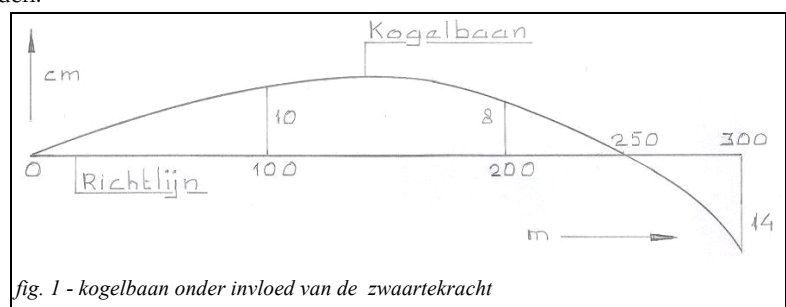 Kogelbaan
cm
10
8
250
300
0
Richtlijn
100
200
m
14
fig. 1 - kogelbaan onder invloed van de zwaartekracht